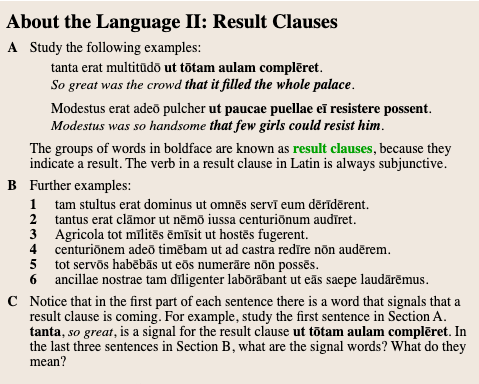 About the Language II: Result Clauses
A Study the following examples:
tanta erat multitūdō ut tōtam aulam complēret.
So great was the crowd that it filled the whole palace.
Modestus erat adeō pulcher ut paucae puellae eī resistere possent.
Modestus was so handsome that few girls could resist him.
The groups of words in boldface are known as result clauses, because they
indicate a result. The verb in a result clause in Latin is always subjunctive.
B Further examples:
1 tam stultus erat dominus ut omnēs servī eum dērīdērent.
2 tantus erat clāmor ut nēmō iussa centuriōnum audīret.
3 Agricola tot mīlitēs ēmīsit ut hostēs fugerent.
4 centuriōnem adeō timēbam ut ad castra redīre nōn audērem.
5 tot servōs habēbās ut eōs numerāre nōn possēs.
6 ancillae nostrae tam dīligenter labōrābant ut eās saepe laudārēmus.
C Notice that in the first part of each sentence there is a word that signals that a
result clause is coming. For example, study the first sentence in Section A.
tanta, so great, is a signal for the result clause ut tōtam aulam complēret. In
the last three sentences in Section B, what are the signal words? What do they
mean?